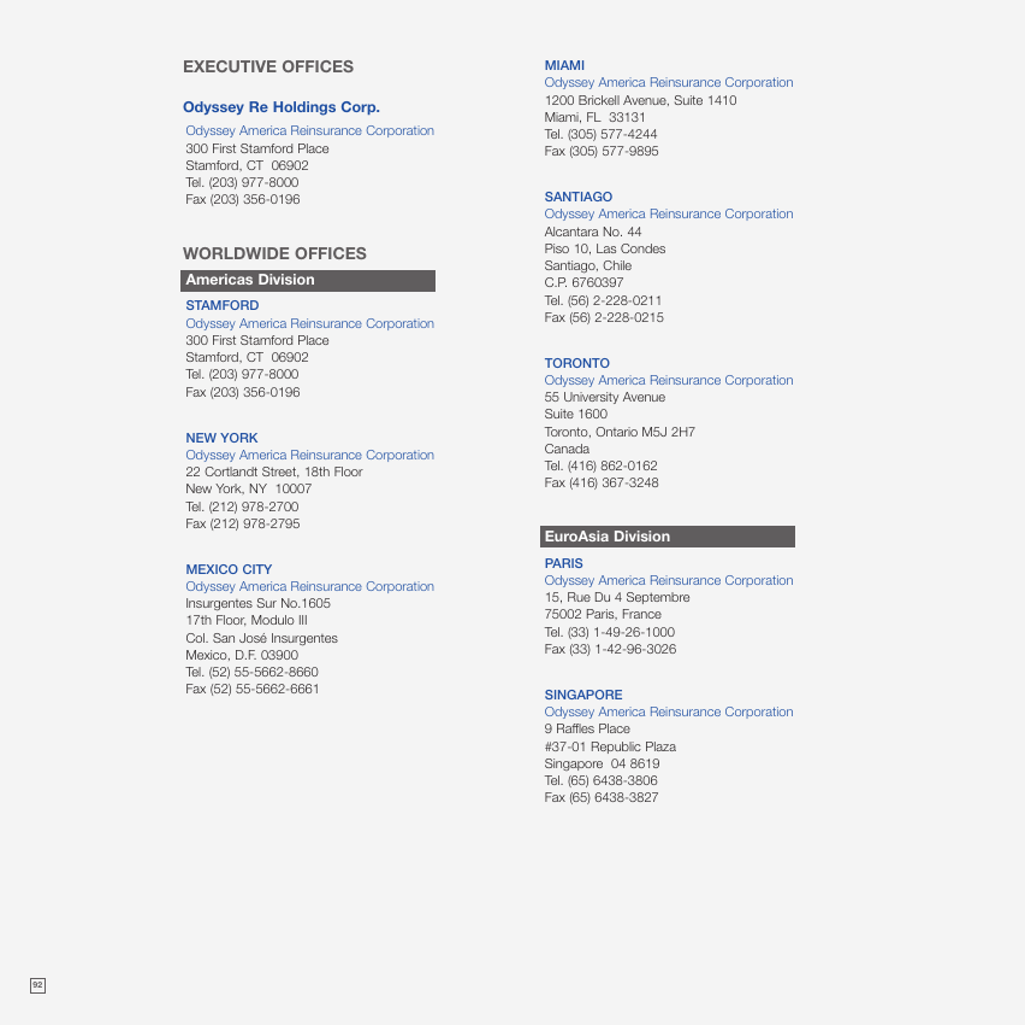 EXECUTIVE OFFICES
Odyssey Re Holdings Corp.
Odyssey America Reinsurance Corporation
300 First Stamford Place
Stamford, CT  06902
Tel. (203) 977-8000
Fax (203) 356-0196
WORLDWIDE OFFICES
Americas Division
STAMFORD
Odyssey America Reinsurance Corporation
300 First Stamford Place
Stamford, CT  06902
Tel. (203) 977-8000
Fax (203) 356-0196
NEW YORK
Odyssey America Reinsurance Corporation
22 Cortlandt Street, 18th Floor
New York, NY  10007
Tel. (212) 978-2700
Fax (212) 978-2795
MEXICO CITY
Odyssey America Reinsurance Corporation
Insurgentes Sur No.1605
17th Floor, Modulo III
Col. San José Insurgentes
Mexico, D.F. 03900
Tel. (52) 55-5662-8660
Fax (52) 55-5662-6661
MIAMI
Odyssey America Reinsurance Corporation
1200 Brickell Avenue, Suite 1410
Miami, FL  33131
Tel. (305) 577-4244
Fax (305) 577-9895
SANTIAGO
Odyssey America Reinsurance Corporation
Alcantara No. 44
Piso 10, Las Condes
Santiago, Chile
C.P. 6760397
Tel. (56) 2-228-0211
Fax (56) 2-228-0215
TORONTO
Odyssey America Reinsurance Corporation
55 University Avenue
Suite 1600
Toronto, Ontario M5J 2H7
Canada
Tel. (416) 862-0162
Fax (416) 367-3248
EuroAsia Division
PARIS
Odyssey America Reinsurance Corporation
15, Rue Du 4 Septembre
75002 Paris, France
Tel. (33) 1-49-26-1000
Fax (33) 1-42-96-3026
SINGAPORE
Odyssey America Reinsurance Corporation
9 Raffles Place
#37-01 Republic Plaza
Singapore  04 8619
Tel. (65) 6438-3806
Fax (65) 6438-3827
92